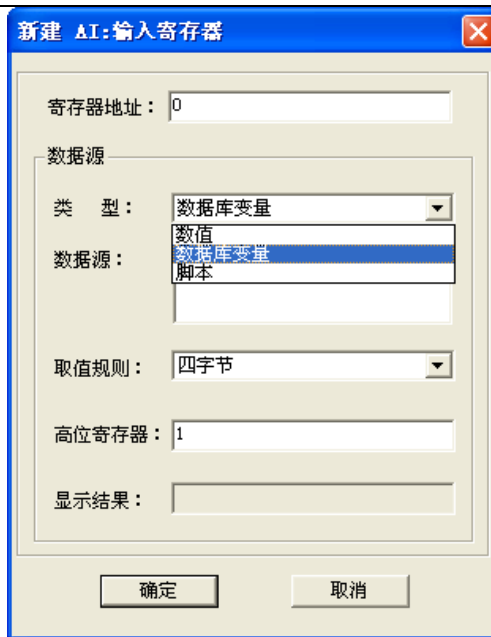 新建 AI:输入寄存器
寄存器地址： 0
数据源
类 型： 数据库变量
数值
数据源： 数据库变量
脚本
取值规则： 四字节
高位寄存器： 1
显示结果：
确定 取消